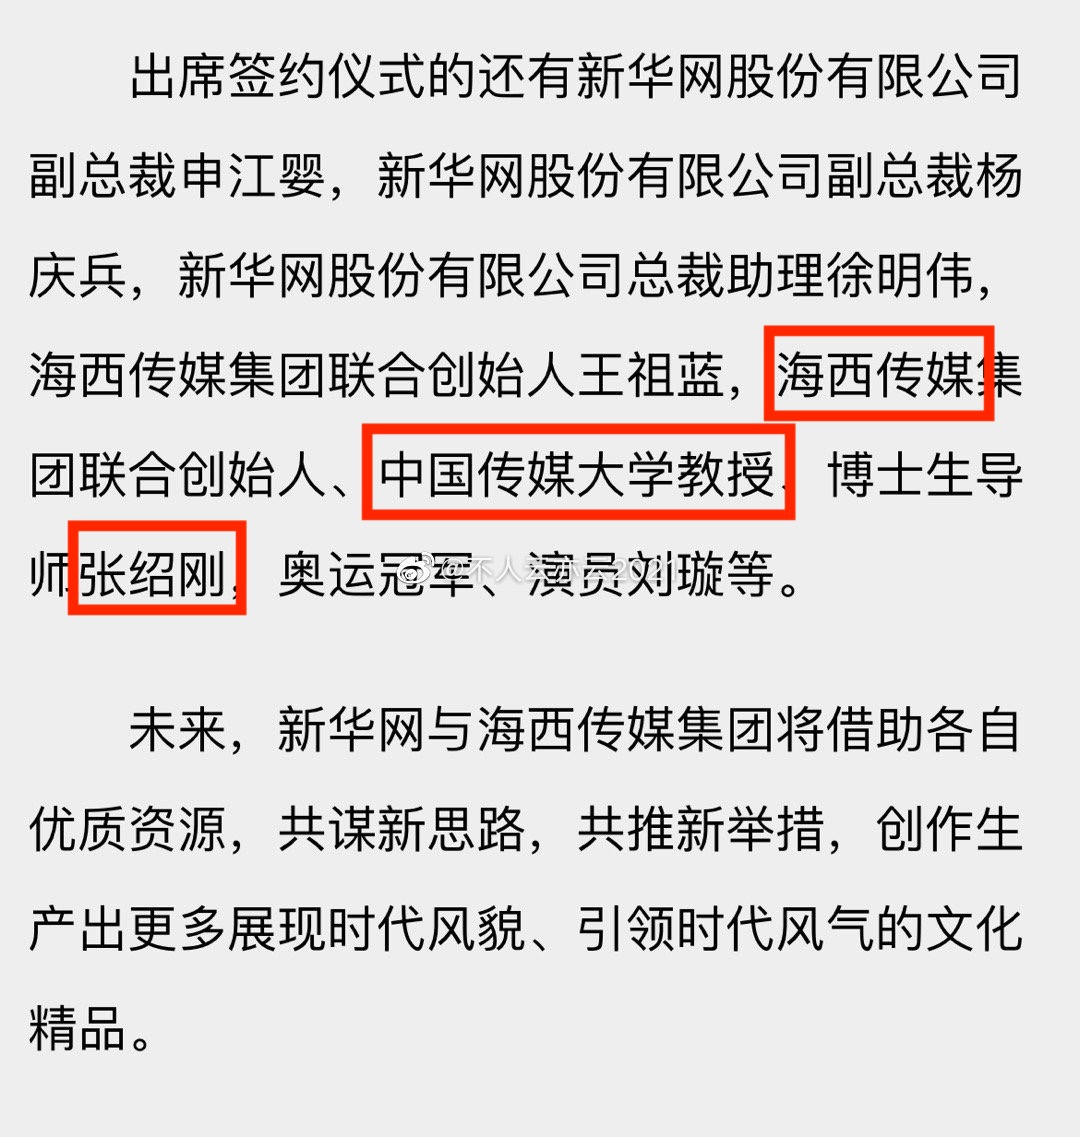 出席签约仪式的还有新华网股份有限公司
副总裁申江婴，新华网股份有限公司副总裁杨
庆兵，新华网股份有限公司总裁助理徐明伟，
海西传媒集团联合创始人王祖蓝，海西传媒集
团联合创始人、中国传媒大学教授、博士生导
师张绍刚，奥运冠军、演员刘璇等。
@不人云亦云2021
未来，新华网与海西传媒集团将借助各自
优质资源，共谋新思路，共推新举措，创作生
产出更多展现时代风貌、引领时代风气的文化
精品。